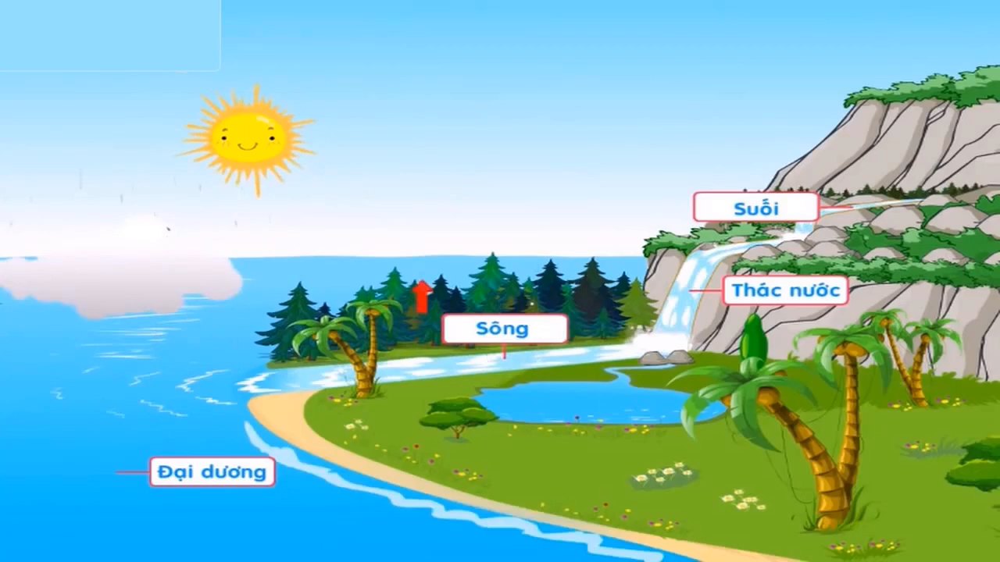 Suối
Thác nước
Sông
Đại dương